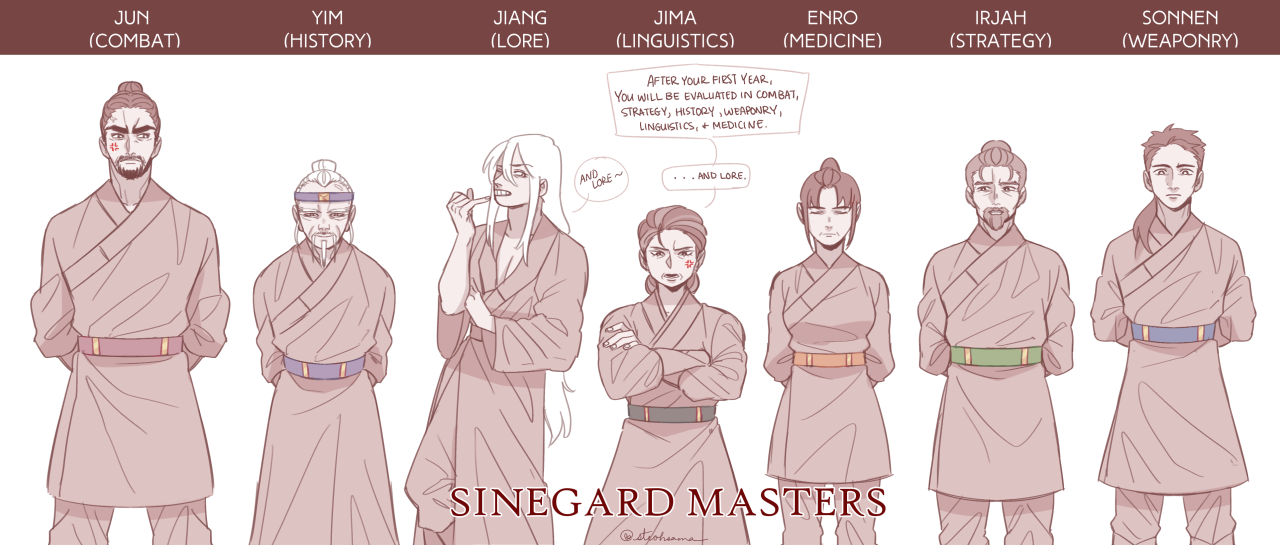 JUN
(COMBAT)
YIM
(HISTORY)
JIANG
(LORE)
JIMA
(LINGUISTICS)
ENRO
(MEDICINE)
IRJAH
(STRATEGY)
SONNEN
(WEAPONRY)
AFTER YOUR FIRST YEAR,
YOU WILL BE EVALUATED IN COMBAT,
STRATEGY, HISTORY, WEAPONRY,
LINGUISTICS, + MEDICINE.
AND
LORE~
...AND LORE.
SINEGARD MASTERS